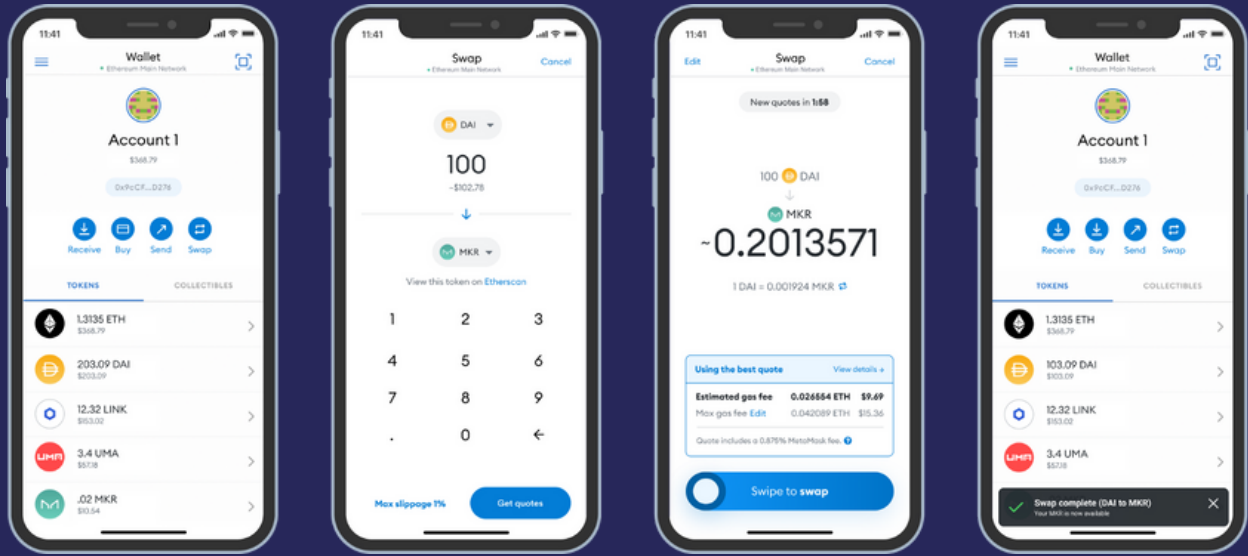 11:41
Wallet
Ethereum Main Network
Account 1
$368.79
0x9cCF...D276
Receive Buy Send Swap
TOKENS COLLECTIBLES
1.3135 ETH
$368.79
203.09 DAI
$203.09
12.32 LINK
$153.02
3.4 UMA
$57.18
.02 MKR
$10.54
11:41
Swap
Ethereum Main Network
Cancel
DAI
100
~$102.78
MKR
View this token on Etherscan
1 2 3
4 5 6
7 8 9
. 0 ←
Max slippage 1% Get quotes
11:41
Edit Swap Cancel
Ethereum Main Network
New quotes in 1:58
100 DAI
↓
MKR
~0.2013571
1 DAI = 0.001924 MKR
Using the best quote View details
Estimated gas fee 0.026554 ETH $9.69
Max gas fee Edit 0.042089 ETH $15.36
Quote includes a 0.875% MetaMask fee. ?
Swipe to swap
11:41
Wallet
Ethereum Main Network
Account 1
$368.79
0x9cCF...D276
Receive Buy Send Swap
TOKENS COLLECTIBLES
1.3135 ETH
$368.79
103.09 DAI
$103.09
12.32 LINK
$153.02
3.4 UMA
$57.18
Swap complete (DAI to MKR)
Your MKR is now available